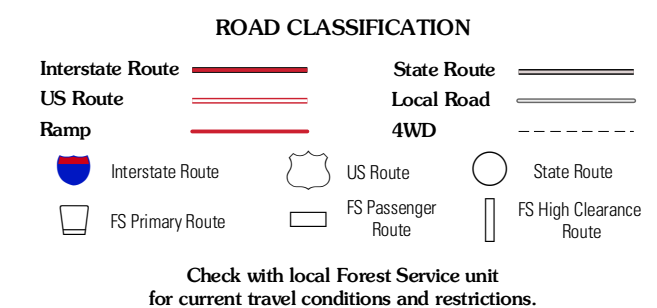 ROAD CLASSIFICATION
Interstate Route
State Route
US Route
Local Road
Ramp
4WD
Interstate Route
US Route
State Route
FS Primary Route
FS Passenger
Route
FS High Clearance
Route
Check with local Forest Service unit
for current travel conditions and restrictions.